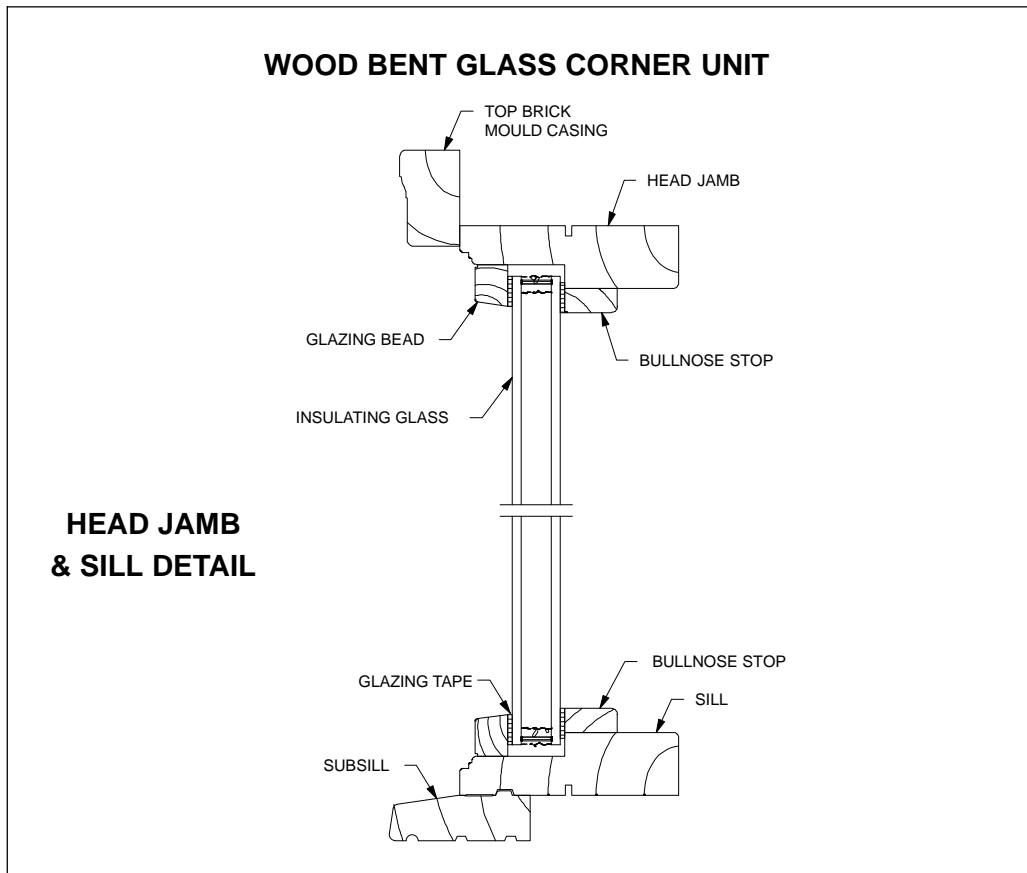 WOOD BENT GLASS CORNER UNIT
TOP BRICK
MOULD CASING
HEAD JAMB
GLAZING BEAD
BULLNOSE STOP
INSULATING GLASS
HEAD JAMB
& SILL DETAIL
BULLNOSE STOP
GLAZING TAPE
SILL
SUBSILL